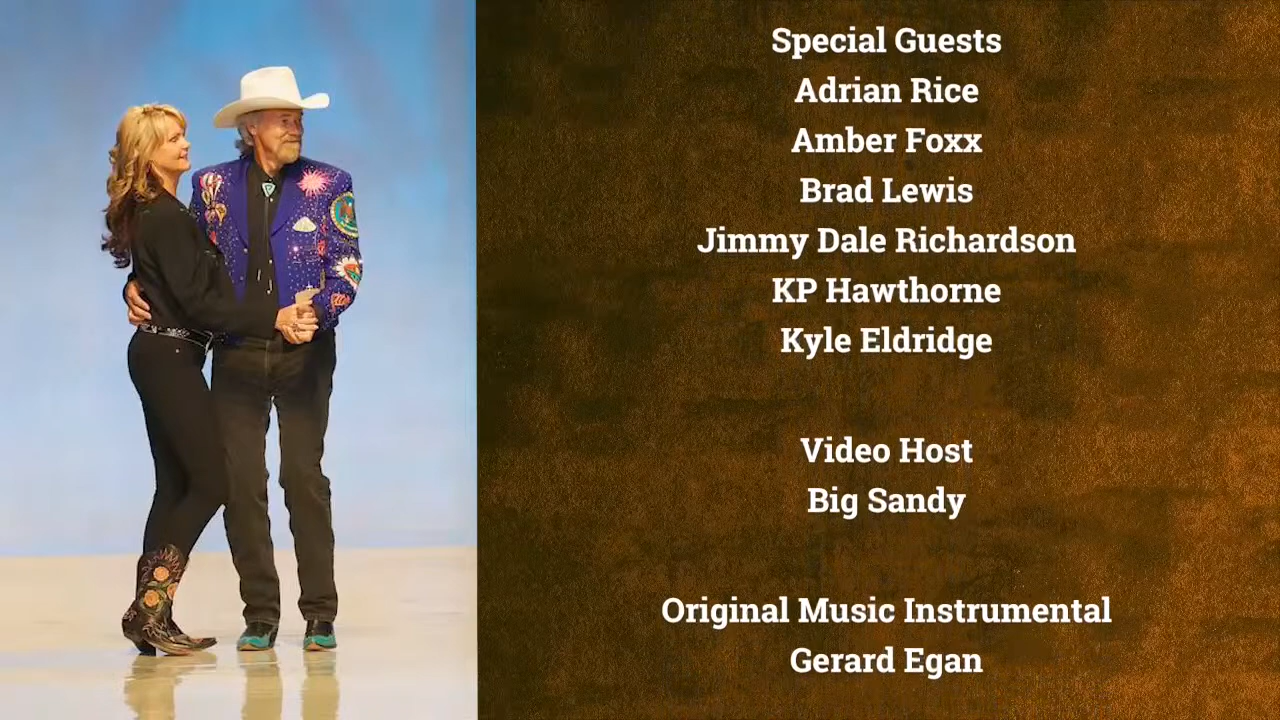 Special Guests
Adrian Rice
Amber Foxx
Brad Lewis
Jimmy Dale Richardson
KP Hawthorne
Kyle Eldridge
Video Host
Big Sandy
Original Music Instrumental
Gerard Egan